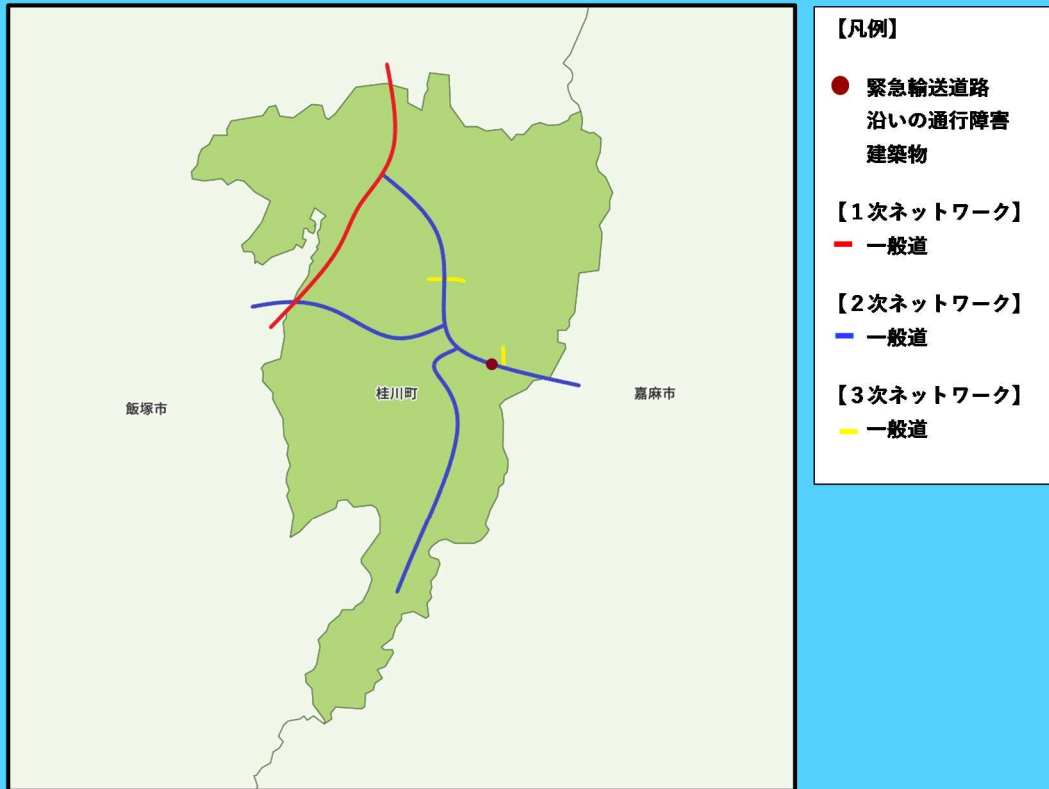 飯塚市
桂川町
嘉麻市
【凡例】
緊急輸送道路
沿いの通行障害
建築物
【１次ネットワーク】
一般道
【２次ネットワーク】
一般道
【３次ネットワーク】
一般道